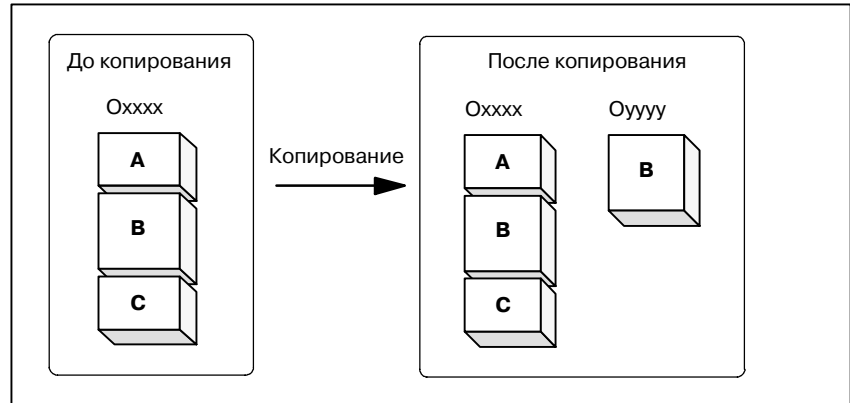 До копирования
Oxxxx
A
B
C
Копирование
После копирования
Oxxxx
Oyyyy
A
B
C
B